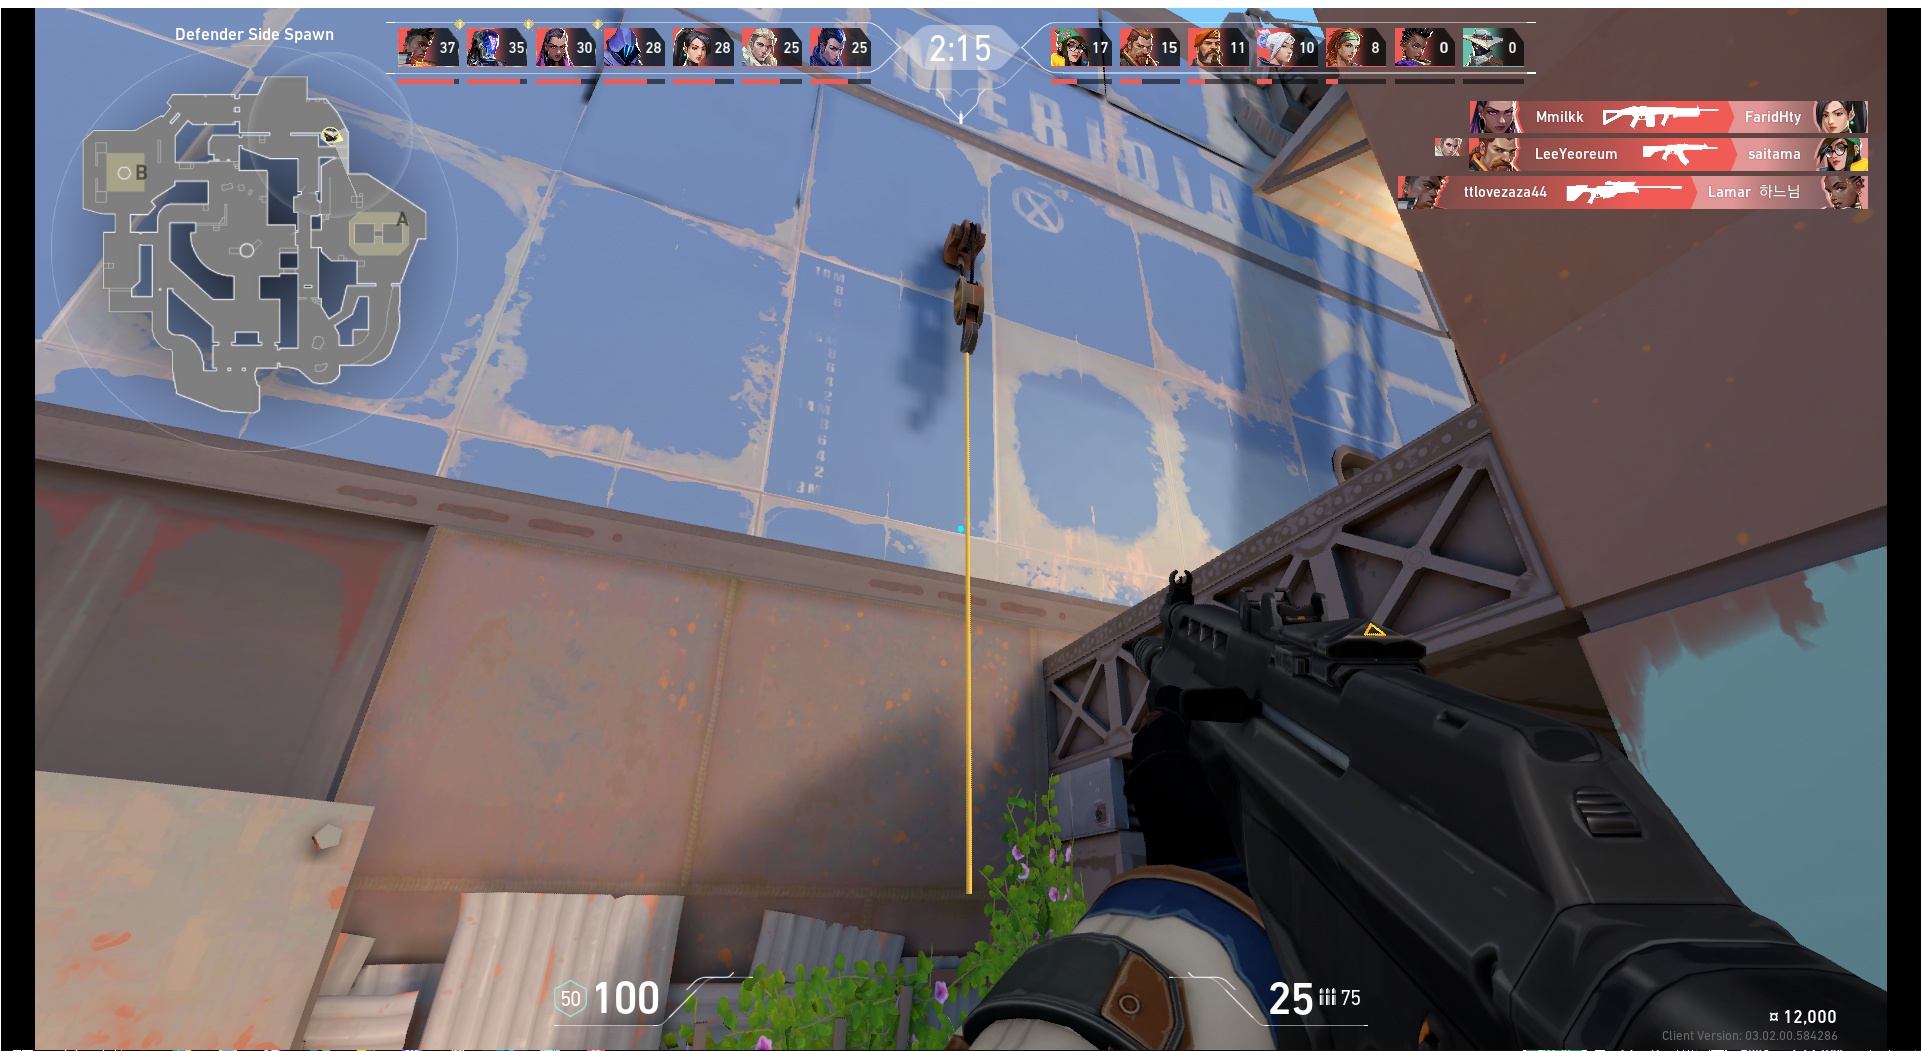 Defender Side Spawn
37 35 30 28 28 25 25
2:15
17 15 11 10 8 0 0
Mmilkk FaridHty
LeeYeoreum saitama
ttlovezaza44 Lamar 하느님
B
A
MERIDIAN
50 100
25 75
¤ 12,000
Client Version: 03.02.00.584286